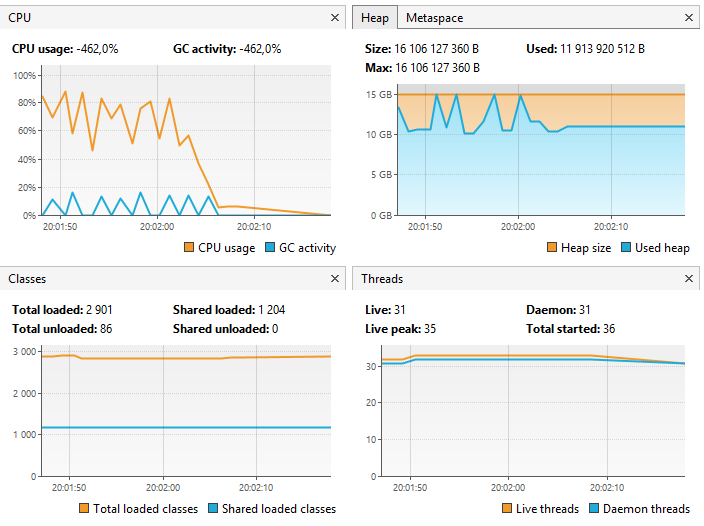 CPU ×
CPU usage: -462,0% GC activity: -462,0%
100%
80%
60%
40%
20%
0%
20:01:50 20:02:00 20:02:10
CPU usage GC activity
Heap Metaspace ×
Size: 16 106 127 360 B Used: 11 913 920 512 B
Max: 16 106 127 360 B
15 GB
10 GB
5 GB
0 GB
20:01:50 20:02:00 20:02:10
Heap size Used heap
Classes ×
Total loaded: 2 901 Shared loaded: 1 204
Total unloaded: 86 Shared unloaded: 0
3 000
2 000
1 000
0
20:01:50 20:02:00 20:02:10
Total loaded classes Shared loaded classes
Threads ×
Live: 31 Daemon: 31
Live peak: 35 Total started: 36
30
20
10
0
20:01:50 20:02:00 20:02:10
Live threads Daemon threads